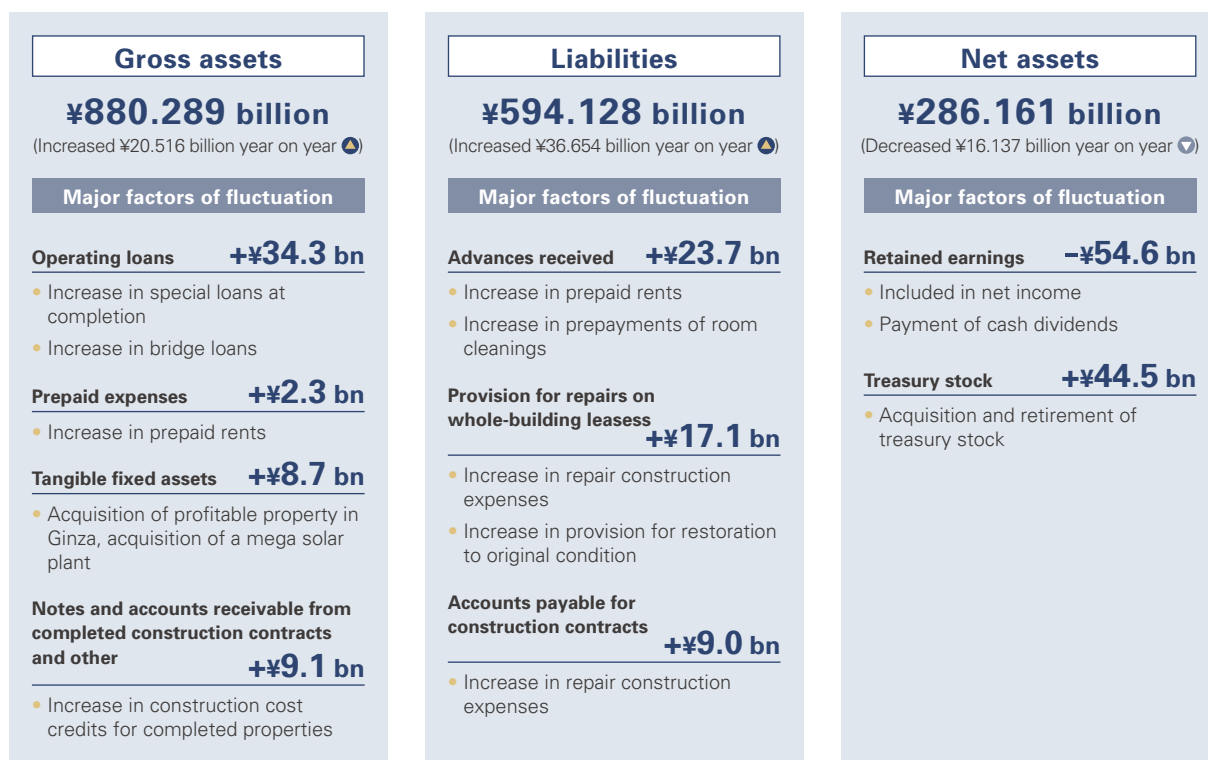 Gross assets
¥880.289 billion
(Increased ¥20.516 billion year on year)
Major factors of fluctuation
Operating loans +¥34.3 bn
• Increase in special loans at
completion
• Increase in bridge loans
Prepaid expenses +¥2.3 bn
• Increase in prepaid rents
Tangible fixed assets +¥8.7 bn
• Acquisition of profitable property in
Ginza, acquisition of a mega solar
plant
Notes and accounts receivable from
completed construction contracts
and other +¥9.1 bn
• Increase in construction cost
credits for completed properties
Liabilities
¥594.128 billion
(Increased ¥36.654 billion year on year)
Major factors of fluctuation
Advances received +¥23.7 bn
• Increase in prepaid rents
• Increase in prepayments of room
cleanings
Provision for repairs on
whole-building leasess
+¥17.1 bn
• Increase in repair construction
expenses
• Increase in provision for restoration
to original condition
Accounts payable for
construction contracts
+¥9.0 bn
• Increase in repair construction
expenses
Net assets
¥286.161 billion
(Decreased ¥16.137 billion year on year)
Major factors of fluctuation
Retained earnings –¥54.6 bn
• Included in net income
• Payment of cash dividends
Treasury stock +¥44.5 bn
• Acquisition and retirement of
treasury stock